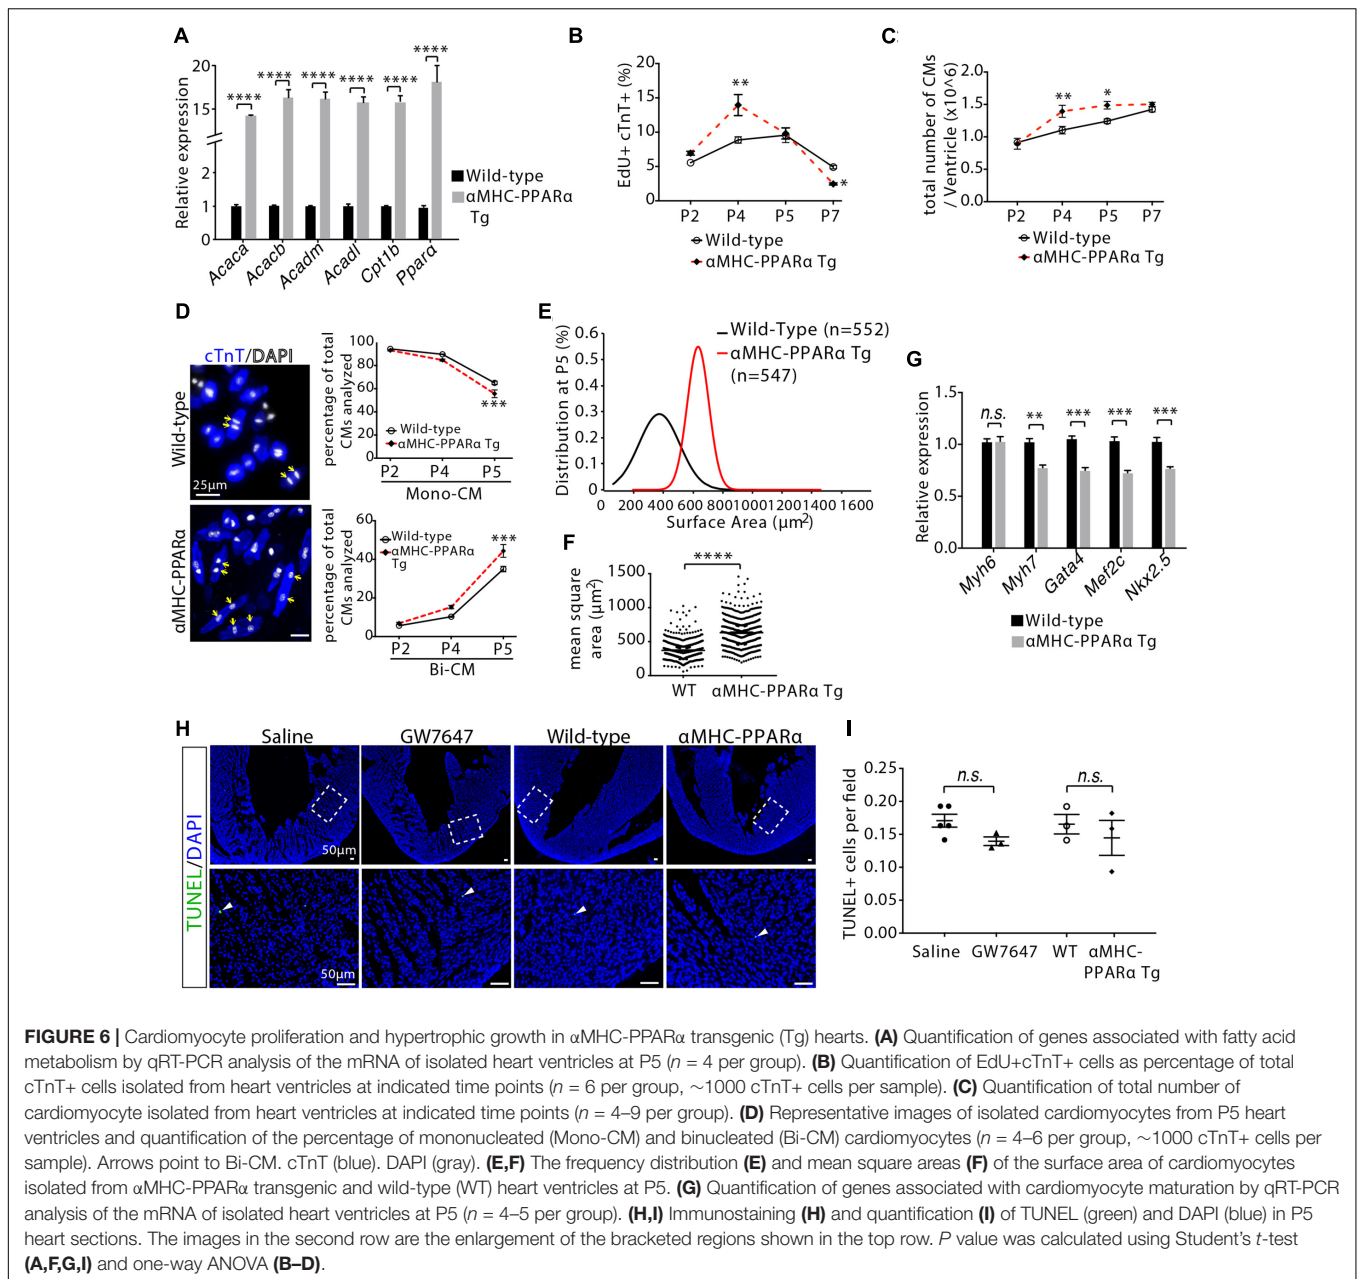 A
Relative expression
20
15
2
1
0
****
****
****
****
****
****
Acaca
Acacb
Acadm
Acadl
Cpt1b
Pparα
Wild-type
αMHC-PPARα
Tg
B
EdU+ cTnT+ (%)
20
15
10
5
0
**
*
P2 P4 P5 P7
Wild-type
αMHC-PPARα Tg
C
total number of CMs
/ Ventricle (x10^6)
2.0
1.5
1.0
0.5
0.0
**
*
P2 P4 P5 P7
Wild-type
αMHC-PPARα Tg
D
cTnT/DAPI
Wild-type
25μm
αMHC-PPARα
percentage of total
CMs analyzed
100
80
60
40
20
0
***
Wild-type
αMHC-PPARα Tg
P2 P4 P5
Mono-CM
percentage of total
CMs analyzed
60
40
20
0
***
Wild-type
αMHC-PPARα
Tg
P2 P4 P5
Bi-CM
E
Distribution at P5 (%)
0.6
0.5
0.4
0.3
0.2
0.1
0
Wild-Type (n=552)
αMHC-PPARα Tg
(n=547)
0 200 400 600 800 1000 1200 1400 1600
Surface Area (μm²)
F
mean square
area (μm²)
1500
1000
500
0
****
WT αMHC-PPARα Tg
G
Relative expression
1.5
1.0
0.5
0.0
n.s.
**
***
***
***
Myh6
Myh7
Gata4
Mef2c
Nkx2.5
Wild-type
αMHC-PPARα Tg
H
Saline GW7647 Wild-type αMHC-PPARα
TUNEL/DAPI
50μm
50μm
I
TUNEL+ cells per field
0.25
0.20
0.15
0.10
0.05
0.00
n.s.
n.s.
Saline GW7647 WT αMHC-
PPARα Tg
FIGURE 6 | Cardiomyocyte proliferation and hypertrophic growth in αMHC-PPARα transgenic (Tg) hearts. (A) Quantification of genes associated with fatty acid
metabolism by qRT-PCR analysis of the mRNA of isolated heart ventricles at P5 (n = 4 per group). (B) Quantification of EdU+cTnT+ cells as percentage of total
cTnT+ cells isolated from heart ventricles at indicated time points (n = 6 per group, ∼1000 cTnT+ cells per sample). (C) Quantification of total number of
cardiomyocyte isolated from heart ventricles at indicated time points (n = 4–9 per group). (D) Representative images of isolated cardiomyocytes from P5 heart
ventricles and quantification of the percentage of mononucleated (Mono-CM) and binucleated (Bi-CM) cardiomyocytes (n = 4–6 per group, ∼1000 cTnT+ cells per
sample). Arrows point to Bi-CM. cTnT (blue). DAPI (gray). (E,F) The frequency distribution (E) and mean square areas (F) of the surface area of cardiomyocytes
isolated from αMHC-PPARα transgenic and wild-type (WT) heart ventricles at P5. (G) Quantification of genes associated with cardiomyocyte maturation by qRT-PCR
analysis of the mRNA of isolated heart ventricles at P5 (n = 4–5 per group). (H,I) Immunostaining (H) and quantification (I) of TUNEL (green) and DAPI (blue) in P5
heart sections. The images in the second row are the enlargement of the bracketed regions shown in the top row. P value was calculated using Student's t-test
(A,F,G,I) and one-way ANOVA (B–D).